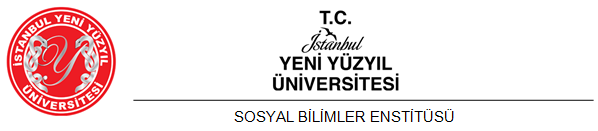 İSTANBUL YENİ YÜZYIL
Y
ÜNİVERSİTESİ
T.C.
İstanbul
YENİ YÜZYIL
ÜNİVERSİTESİ
SOSYAL BİLİMLER ENSTİTÜSÜ